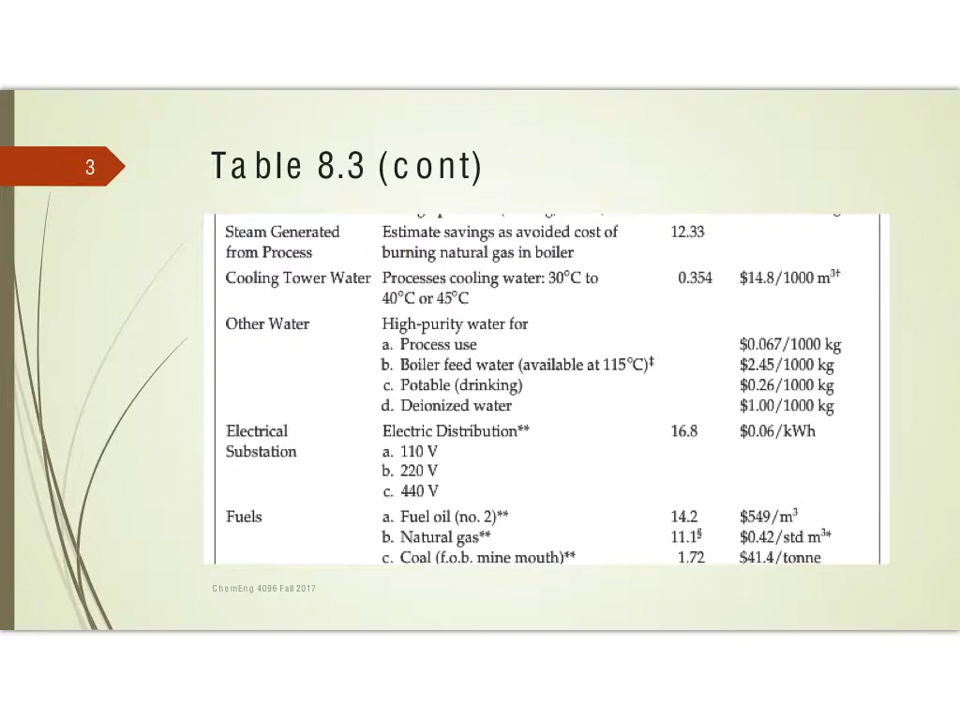 3
Table 8.3 (cont)
Steam Generated Estimate savings as avoided cost of 12.33
from Process burning natural gas in boiler
Cooling Tower Water Processes cooling water: 30°C to 0.354 $14.8/1000 m³†
40°C or 45°C
Other Water High-purity water for
a. Process use $0.067/1000 kg
b. Boiler feed water (available at 115°C)‡ $2.45/1000 kg
c. Potable (drinking) $0.26/1000 kg
d. Deionized water $1.00/1000 kg
Electrical Electric Distribution** 16.8 $0.06/kWh
Substation a. 110 V
b. 220 V
c. 440 V
Fuels a. Fuel oil (no. 2)** 14.2 $549/m³
b. Natural gas** 11.1§ $0.42/std m³*
c. Coal (f.o.b. mine mouth)** 1.72 $41.4/tonne
ChemEng 4096 Fall 2017